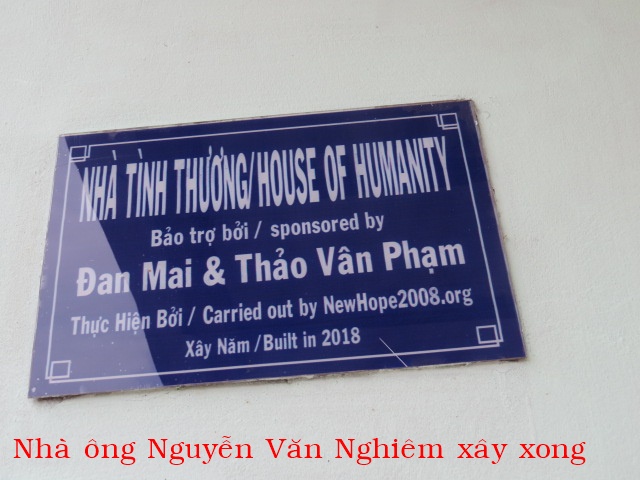 NHÀ TÌNH THƯƠNG/HOUSE OF HUMANITY
Bảo trợ bởi / sponsored by
Đan Mai & Thảo Vân Phạm
Thực Hiện Bởi / Carried out by NewHope2008.org
Xây Năm /Built in 2018
Nhà ông Nguyễn Văn Nghiêm xây xong